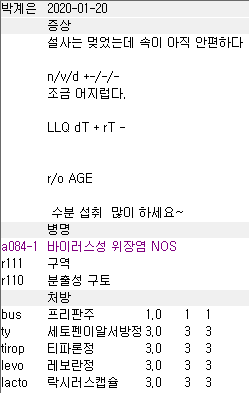 박계은 2020-01-20
증상
설사는 멎었는데 속이 아직 안편하다
n/v/d +-/-/-
조금 어지럽다.
LLQ dT + rT -
r/o AGE
수분 섭취 많이 하세요~
병명
a084-1 바이러스성 위장염 NOS
r111 구역
r110 분출성 구토
처방
bus 프리판주 1,0 1 1
ty 세토펜이알서방정 3,0 3 3
tirop 티파론정 3,0 3 3
levo 레보란정 3,0 3 3
lacto 락시러스캡슐 3,0 3 3